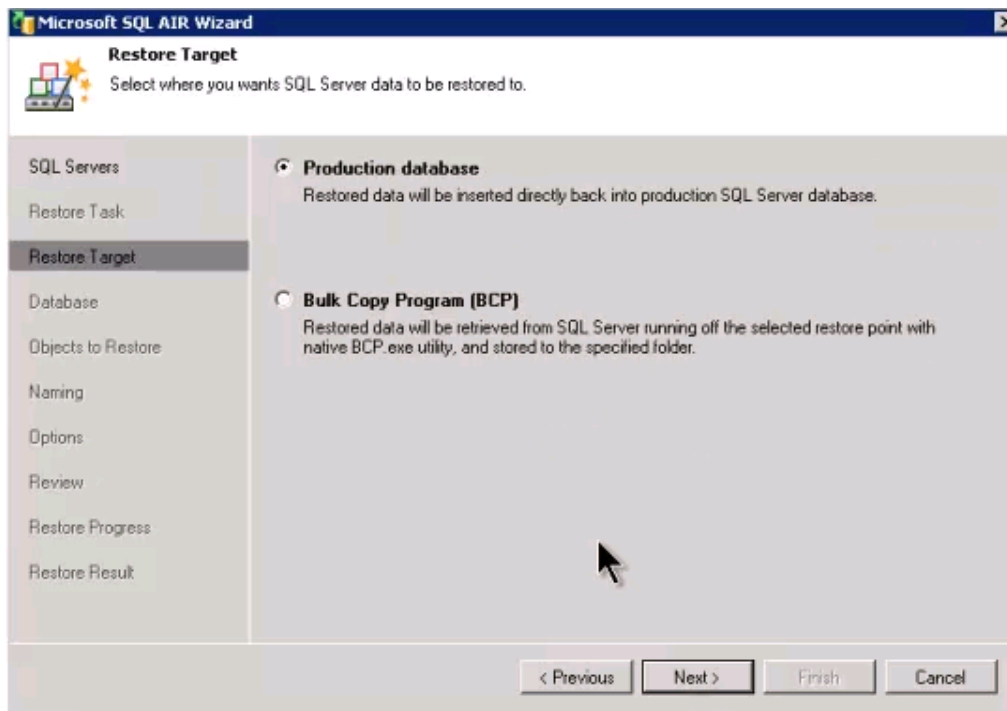 Microsoft SQL AIR Wizard
Restore Target
Select where you wants SQL Server data to be restored to.
SQL Servers
Restore Task
Restore Target
Database
Objects to Restore
Naming
Options
Review
Restore Progress
Restore Result
Production database
Restored data will be inserted directly back into production SQL Server database.
Bulk Copy Program (BCP)
Restored data will be retrieved from SQL Server running off the selected restore point with
native BCP.exe utility, and stored to the specified folder.
< Previous
Next >
Finish
Cancel